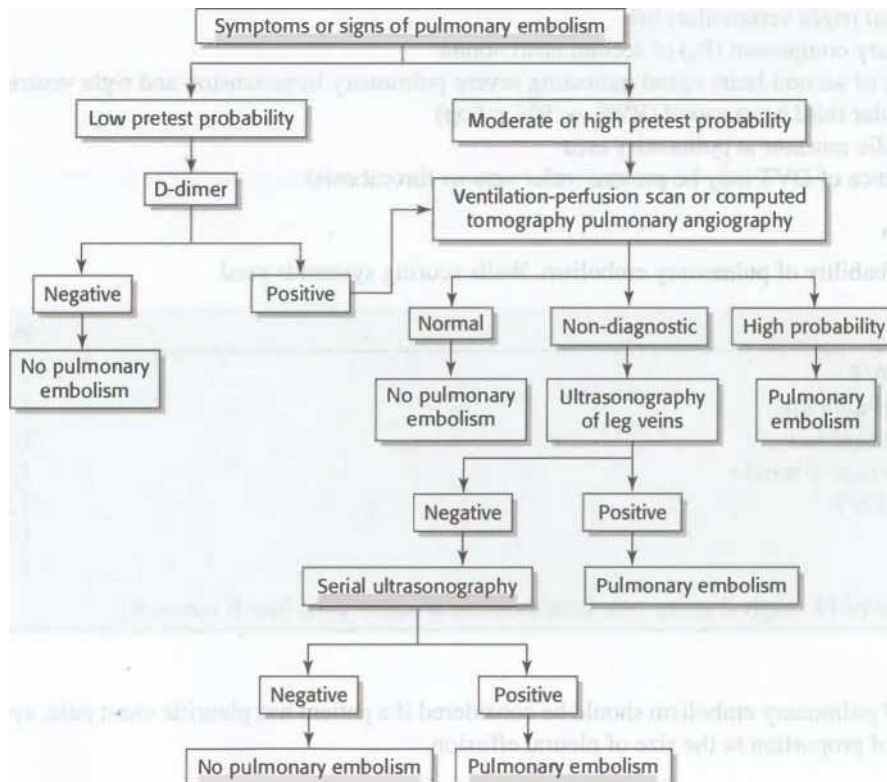 Symptoms or signs of pulmonary embolism
Low pretest probability
Moderate or high pretest probability
D-dimer
Ventilation-perfusion scan or computed
tomography pulmonary angiography
Negative
Positive
Normal
Non-diagnostic
High probability
No pulmonary
embolism
No pulmonary
embolism
Ultrasonography
of leg veins
Pulmonary
embolism
Negative
Positive
Serial ultrasonography
Pulmonary embolism
Negative
Positive
No pulmonary embolism
Pulmonary embolism